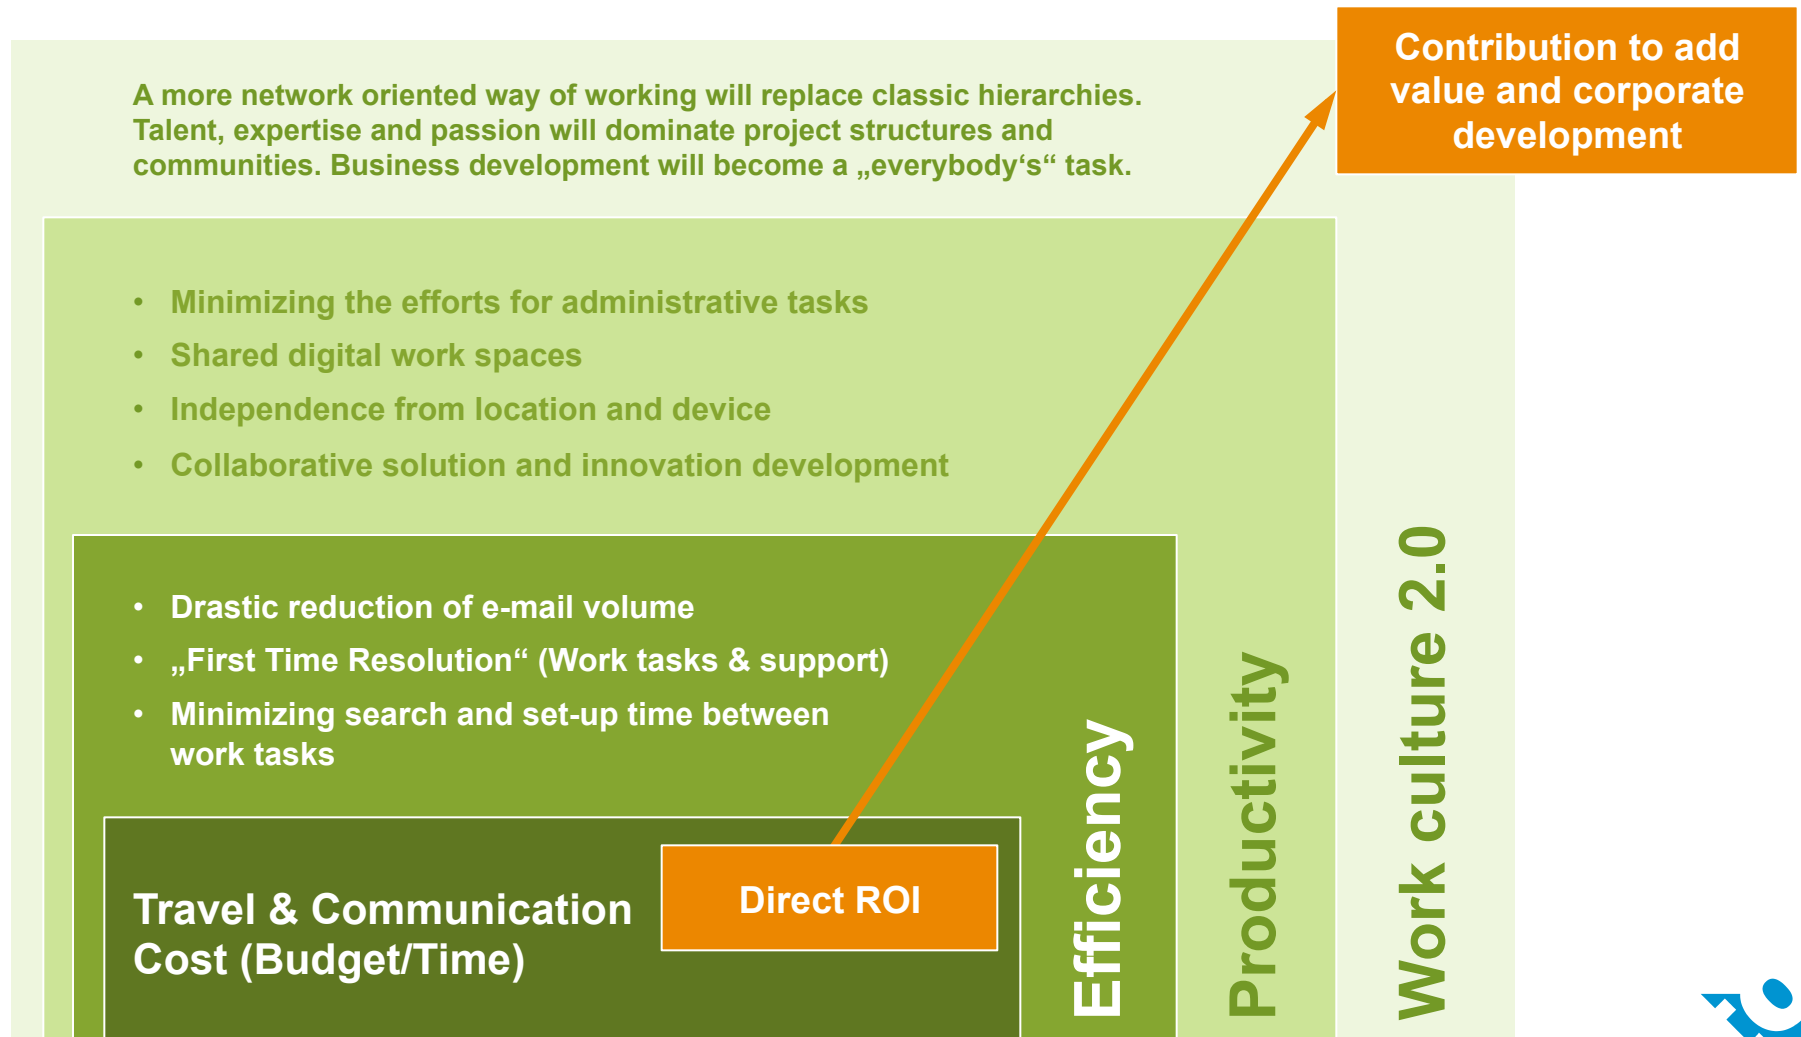 Contribution to add
value and corporate
development
A more network oriented way of working will replace classic hierarchies.
Talent, expertise and passion will dominate project structures and
communities. Business development will become a „everybody‘s“ task.
• Minimizing the efforts for administrative tasks
• Shared digital work spaces
• Independence from location and device
• Collaborative solution and innovation development
• Drastic reduction of e-mail volume
• „First Time Resolution“ (Work tasks & support)
• Minimizing search and set-up time between
work tasks
Travel & Communication
Cost (Budget/Time)
Direct ROI
Efficiency
Productivity
Work culture 2.0